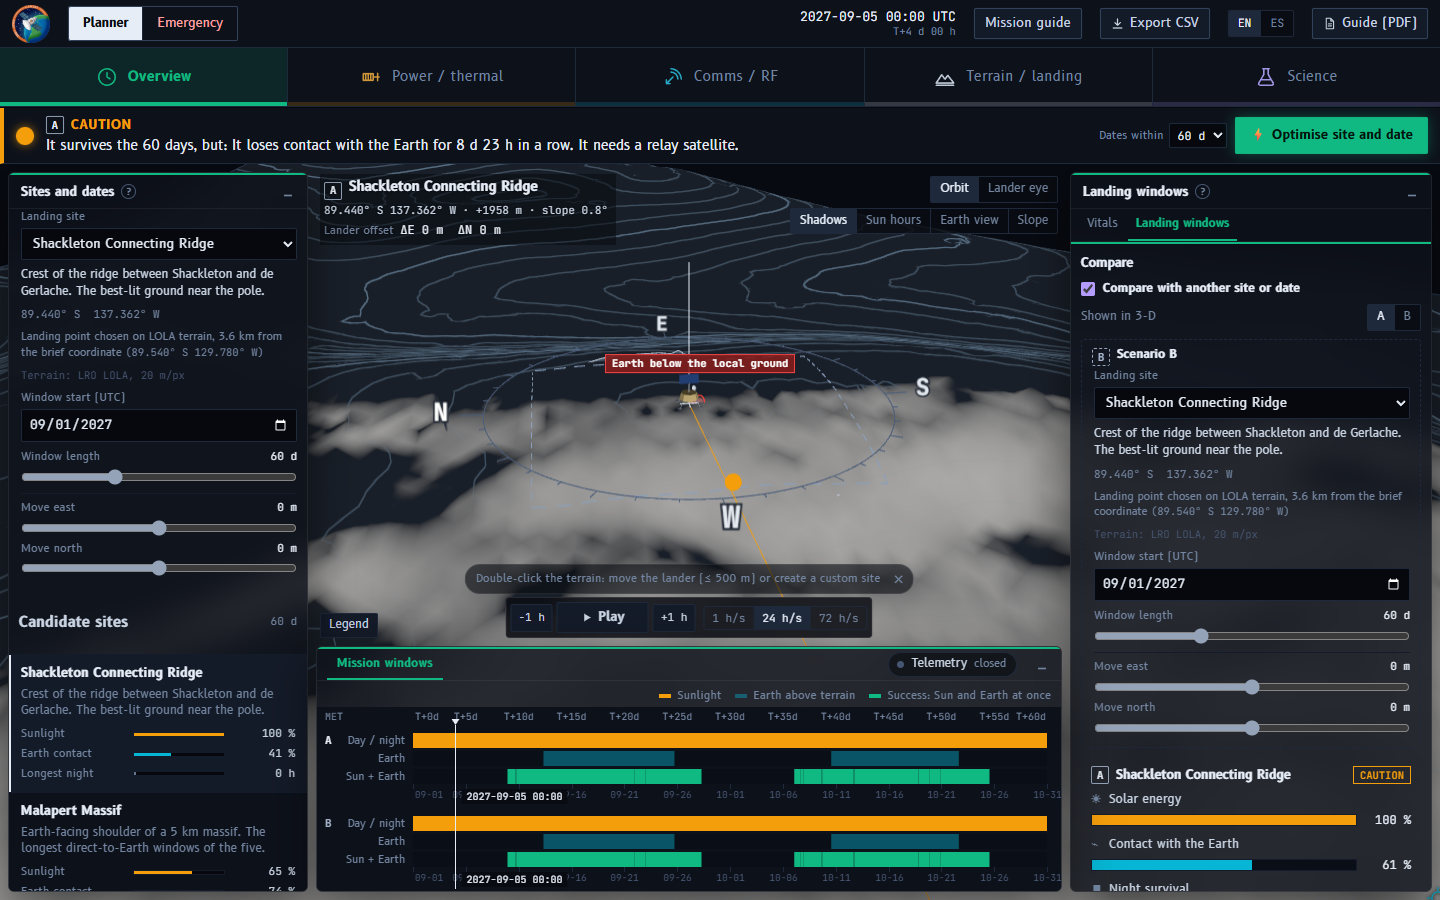 Planner
Emergency
2027-09-05 00:00 UTC
T+4 d 00 h
Mission guide
Export CSV
EN
ES
Guide (PDF)
Overview
Power / thermal
Comms / RF
Terrain / landing
Science
A CAUTION
It survives the 60 days, but: It loses contact with the Earth for 8 d 23 h in a row. It needs a relay satellite.
Dates within
60 d
Optimise site and date
Sites and dates ?
Landing site
Shackleton Connecting Ridge
Crest of the ridge between Shackleton and de
Gerlache. The best-lit ground near the pole.
89.440° S 137.362° W
Landing point chosen on LOLA terrain, 3.6 km from
the brief coordinate (89.540° S 129.780° W)
Terrain: LRO LOLA, 20 m/px
Window start (UTC)
09/01/2027
Window length 60 d
Move east 0 m
Move north 0 m
Candidate sites 60 d
Shackleton Connecting Ridge
Crest of the ridge between Shackleton and de
Gerlache. The best-lit ground near the pole.
Sunlight 100 %
Earth contact 41 %
Longest night 0 h
Malapert Massif
Earth-facing shoulder of a 5 km massif. The
longest direct-to-Earth windows of the five.
Sunlight 65 %
Earth contact 74 %
A Shackleton Connecting Ridge
89.440° S 137.362° W · +1958 m · slope 0.8°
Lander offset ΔE 0 m ΔN 0 m
Orbit
Lander eye
Shadows
Sun hours
Earth view
Slope
E
Earth below the local ground
N
S
W
Double-click the terrain: move the lander (≤ 500 m) or create a custom site ×
Legend
-1 h
Play
+1 h
1 h/s
24 h/s
72 h/s
Mission windows
Telemetry closed
Sunlight
Earth above terrain
Success: Sun and Earth at once
MET T+0d T+5d T+10d T+15d T+20d T+25d T+30d T+35d T+40d T+45d T+50d T+55d T+60d
A Day / night
Earth
Sun + Earth
09-01 2027-09-05 00:00 09-21 09-26 10-01 10-06 10-11 10-16 10-21 10-26 10-31
B Day / night
Earth
Sun + Earth
09-01 2027-09-05 00:00 09-21 09-26 10-01 10-06 10-11 10-16 10-21 10-26 10-31
Landing windows ?
Vitals
Landing windows
Compare
Compare with another site or date
Shown in 3-D
A
B
B Scenario B
Landing site
Shackleton Connecting Ridge
Crest of the ridge between Shackleton and de Gerlache.
The best-lit ground near the pole.
89.440° S 137.362° W
Landing point chosen on LOLA terrain, 3.6 km from the brief
coordinate (89.540° S 129.780° W)
Terrain: LRO LOLA, 20 m/px
Window start (UTC)
09/01/2027
Window length 60 d
Move east 0 m
Move north 0 m
A Shackleton Connecting Ridge CAUTION
Solar energy
100 %
Contact with the Earth
61 %
Night survival